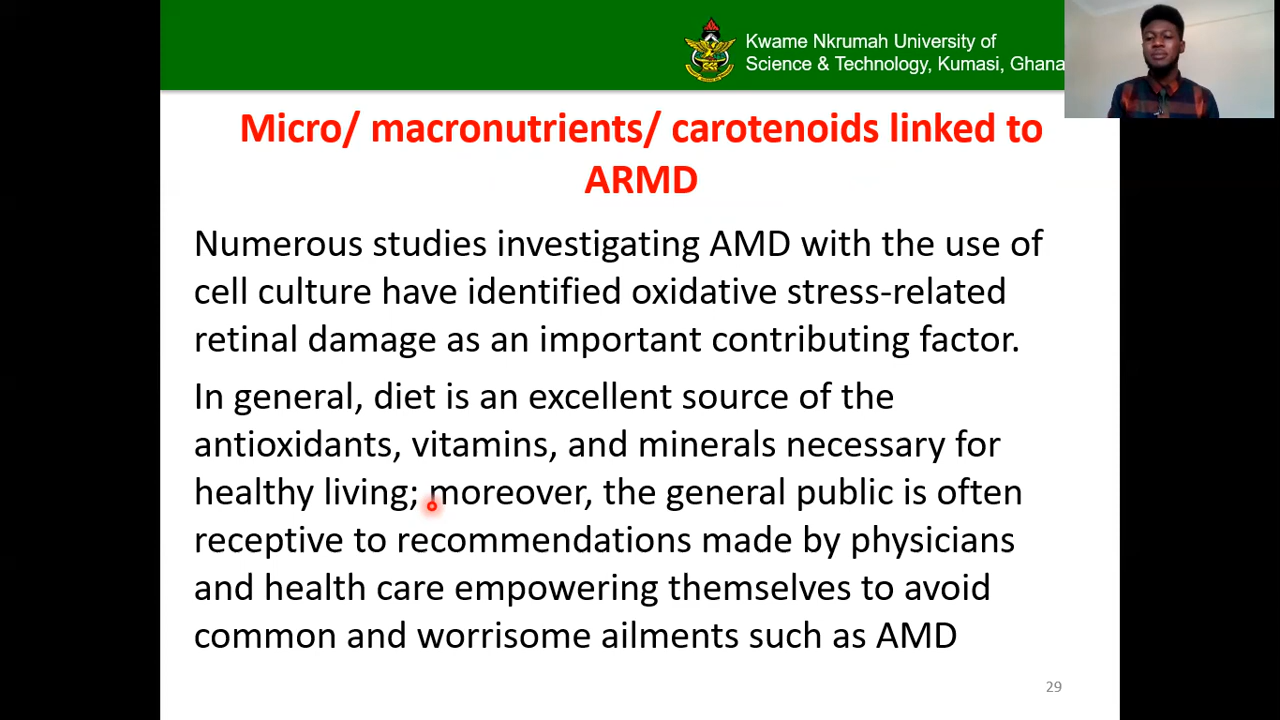 Kwame Nkrumah University of
Science & Technology, Kumasi, Ghana
Micro/ macronutrients/ carotenoids linked to
ARMD
Numerous studies investigating AMD with the use of
cell culture have identified oxidative stress-related
retinal damage as an important contributing factor.
In general, diet is an excellent source of the
antioxidants, vitamins, and minerals necessary for
healthy living; moreover, the general public is often
receptive to recommendations made by physicians
and health care empowering themselves to avoid
common and worrisome ailments such as AMD
29